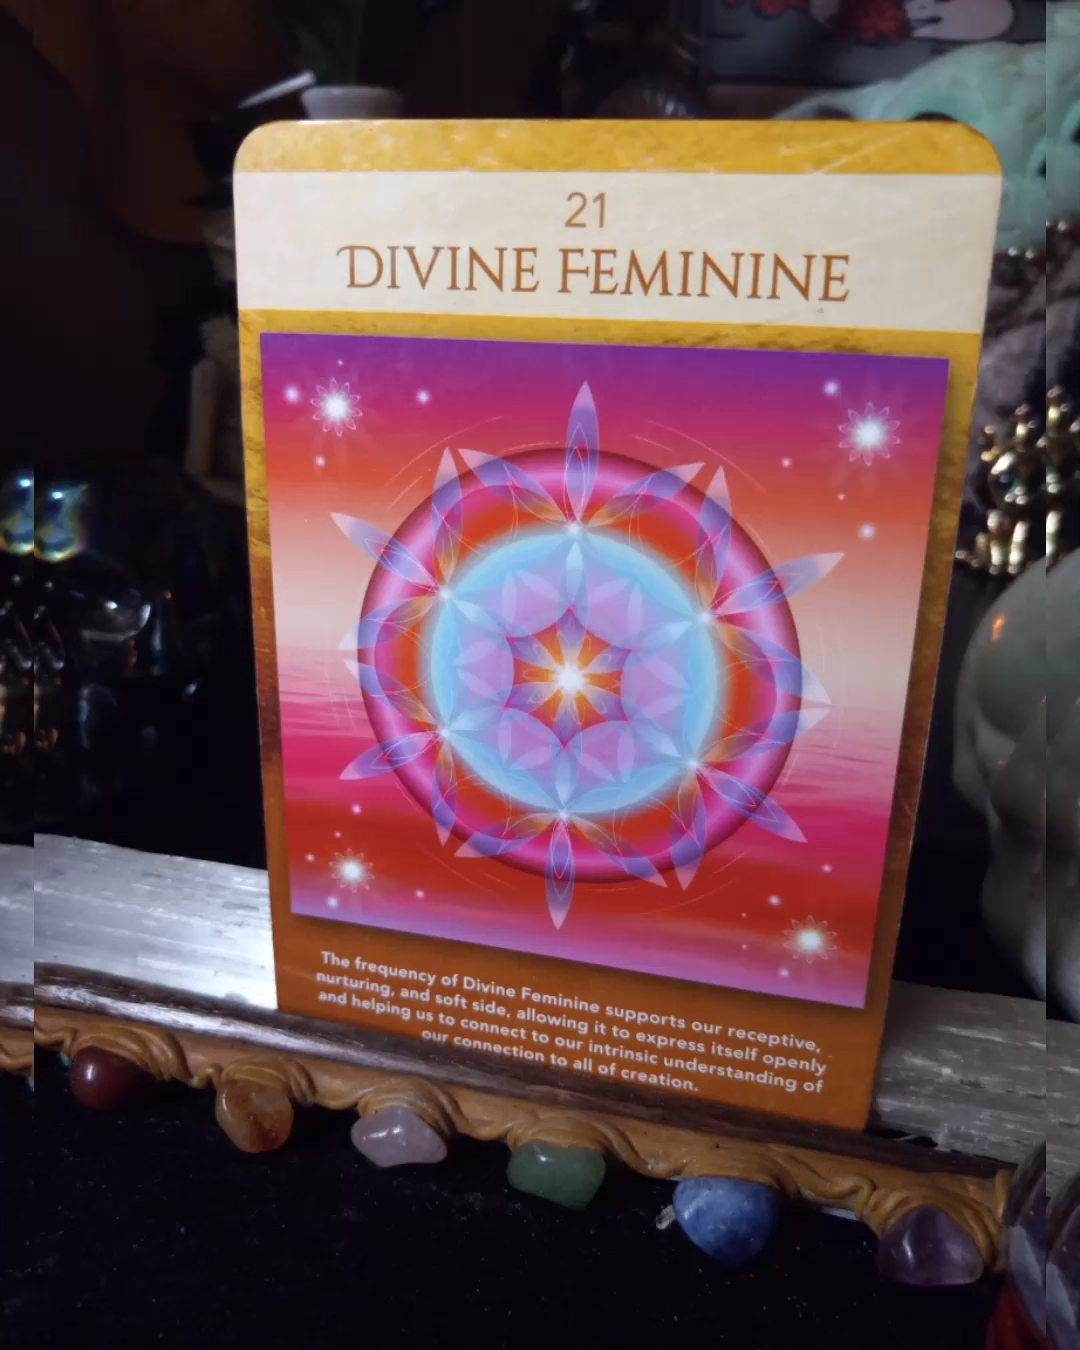 21
DIVINE FEMININE
The frequency of Divine Feminine supports our receptive,
nurturing, and soft side, allowing it to express itself openly
and helping us to connect to our intrinsic understanding of
our connection to all of creation.